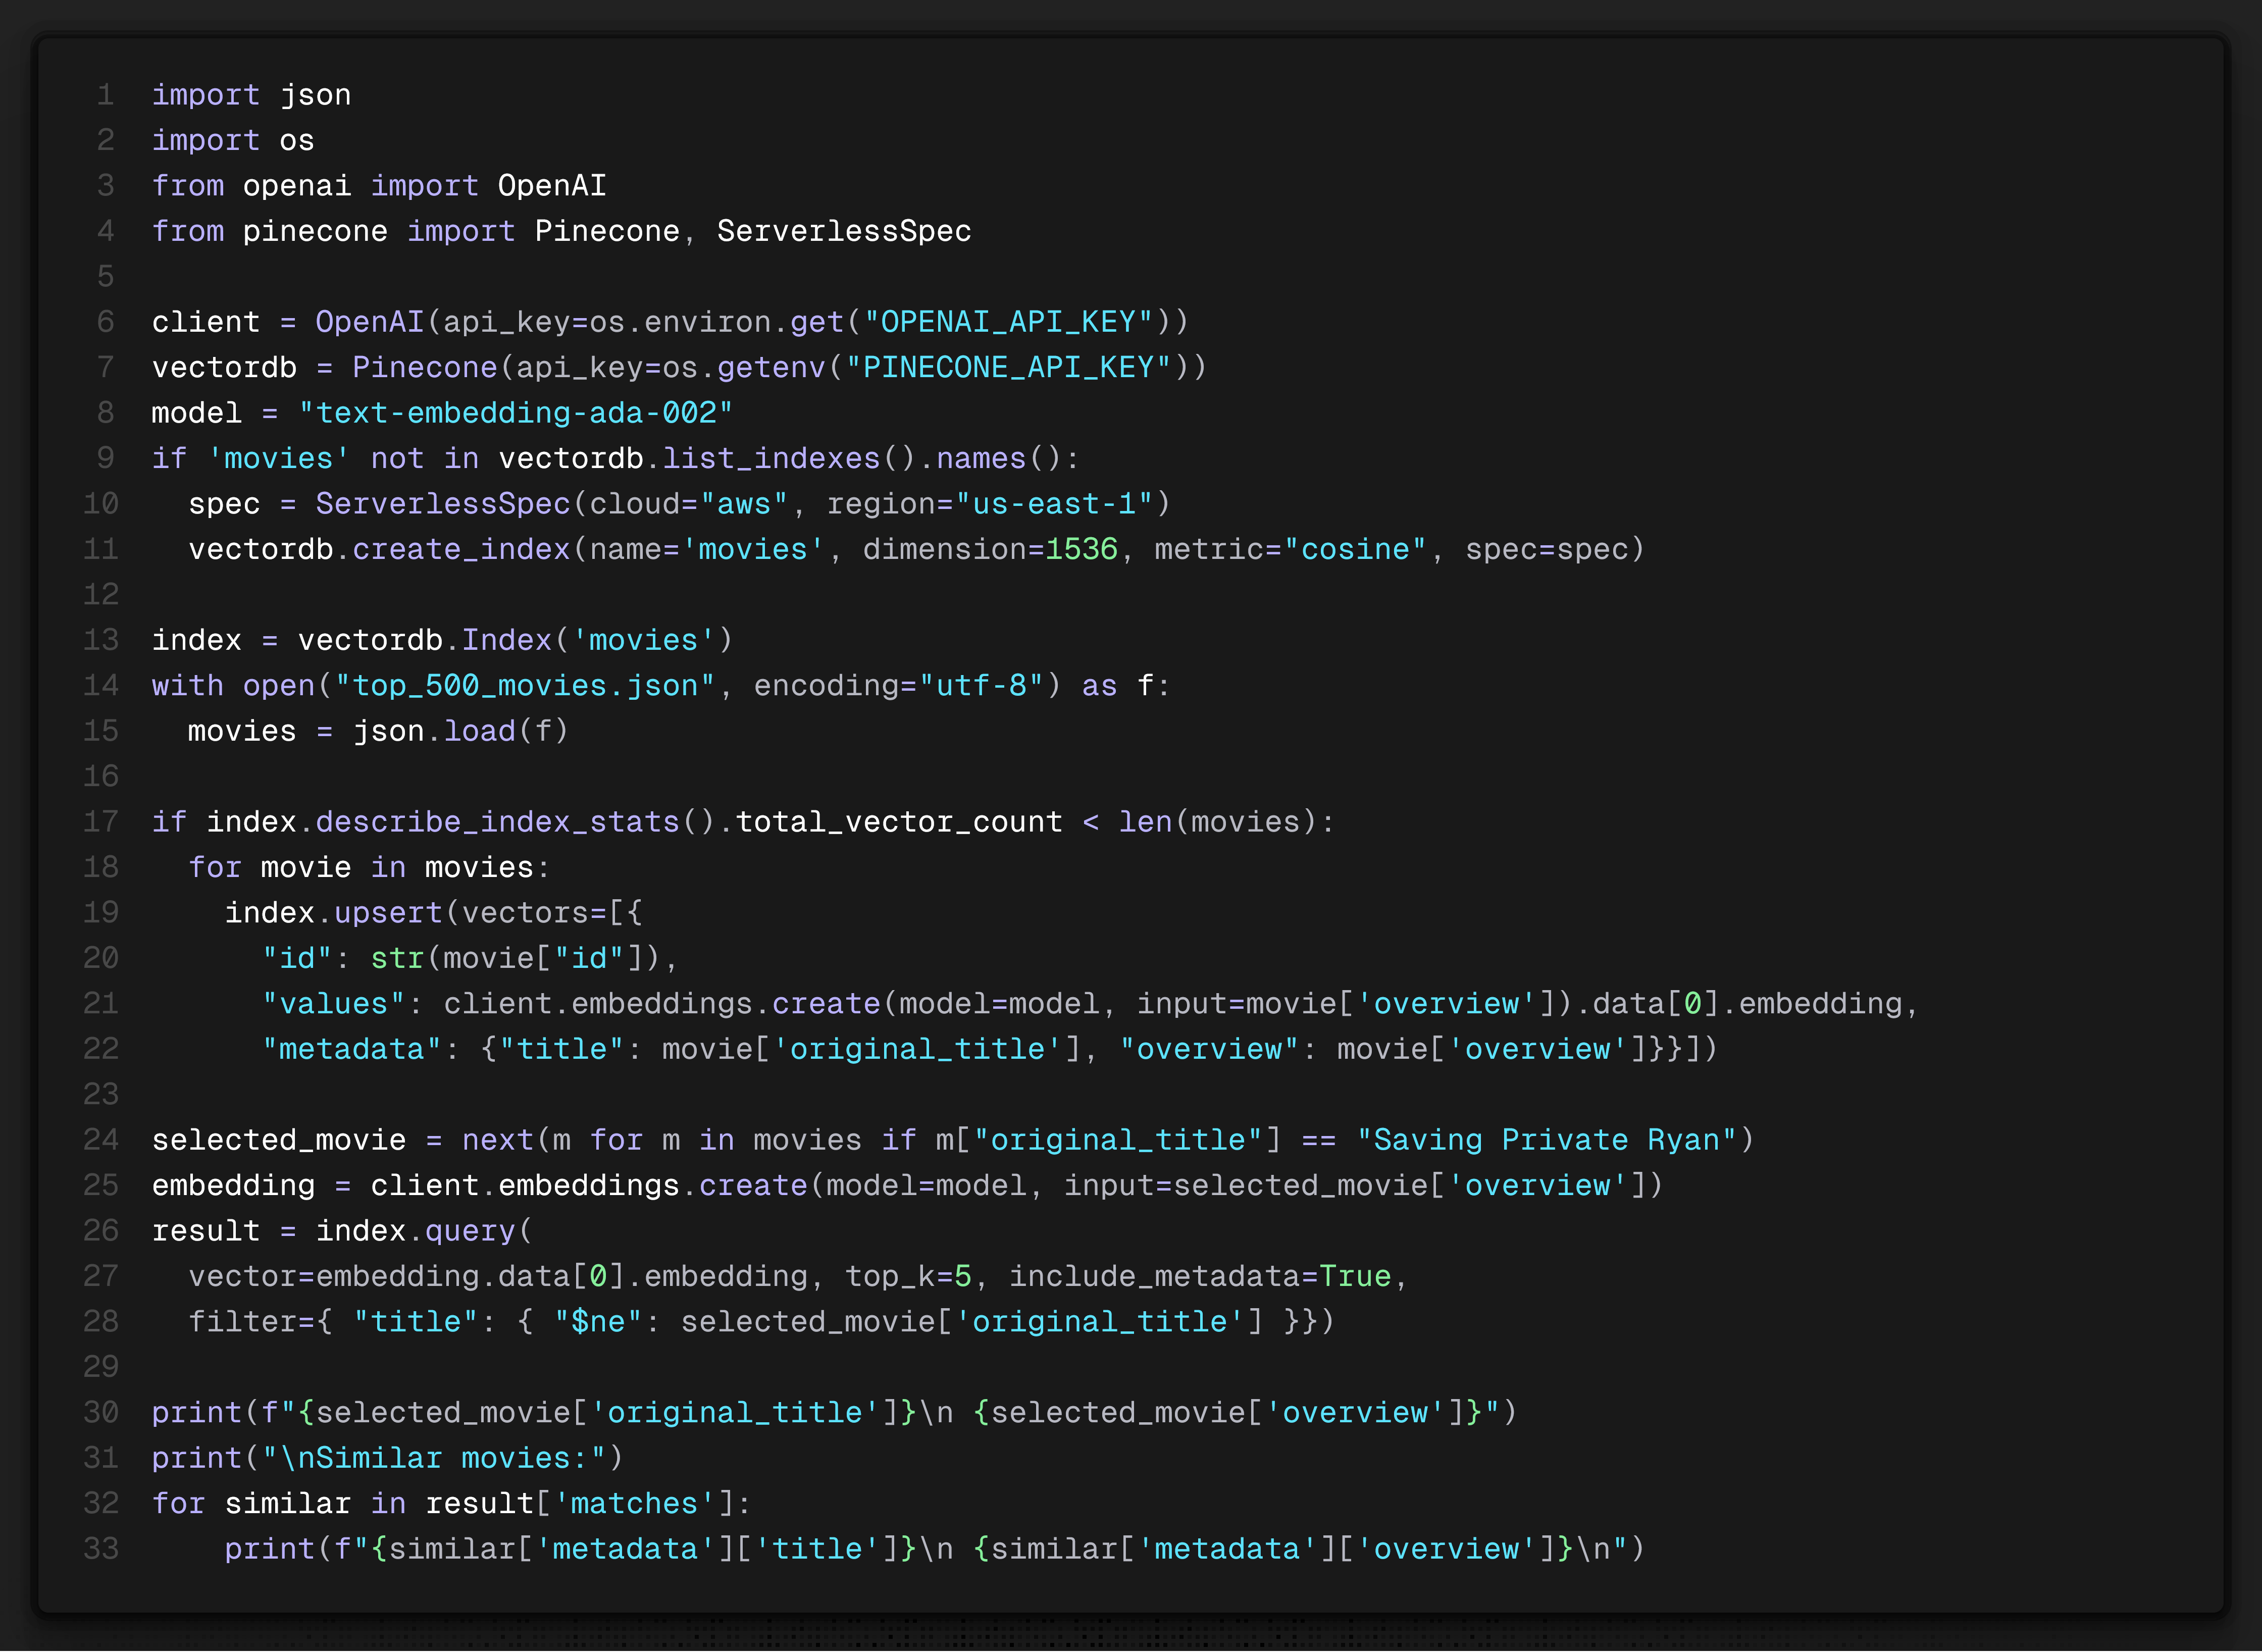 1 import json
2 import os
3 from openai import OpenAI
4 from pinecone import Pinecone, ServerlessSpec
5
6 client = OpenAI(api_key=os.environ.get("OPENAI_API_KEY"))
7 vectordb = Pinecone(api_key=os.getenv("PINECONE_API_KEY"))
8 model = "text-embedding-ada-002"
9 if 'movies' not in vectordb.list_indexes().names():
10   spec = ServerlessSpec(cloud="aws", region="us-east-1")
11   vectordb.create_index(name='movies', dimension=1536, metric="cosine", spec=spec)
12
13 index = vectordb.Index('movies')
14 with open("top_500_movies.json", encoding="utf-8") as f:
15   movies = json.load(f)
16
17 if index.describe_index_stats().total_vector_count < len(movies):
18   for movie in movies:
19     index.upsert(vectors=[{
20       "id": str(movie["id"]),
21       "values": client.embeddings.create(model=model, input=movie['overview']).data[0].embedding,
22       "metadata": {"title": movie['original_title'], "overview": movie['overview']}}])
23
24 selected_movie = next(m for m in movies if m["original_title"] == "Saving Private Ryan")
25 embedding = client.embeddings.create(model=model, input=selected_movie['overview'])
26 result = index.query(
27   vector=embedding.data[0].embedding, top_k=5, include_metadata=True,
28   filter={ "title": { "$ne": selected_movie['original_title'] }})
29
30 print(f"{selected_movie['original_title']}\n {selected_movie['overview']}")
31 print("\nSimilar movies:")
32 for similar in result['matches']:
33     print(f"{similar['metadata']['title']}\n {similar['metadata']['overview']}\n")